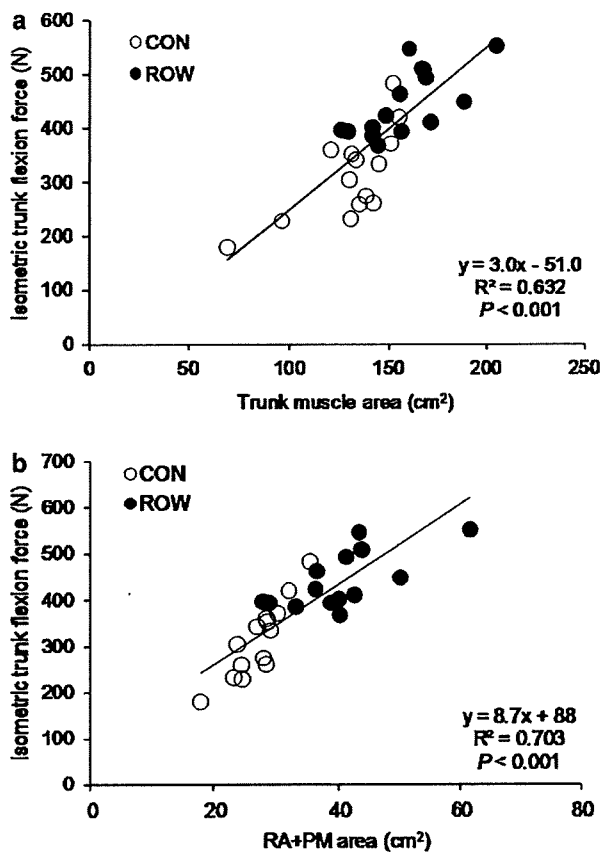 a
Isometric trunk flexion force (N)
600
500
400
300
200
100
0
CON
ROW
y = 3.0x - 51.0
R² = 0.632
P < 0.001
0 50 100 150 200 250
Trunk muscle area (cm²)
b
Isometric trunk flexion force (N)
700
600
500
400
300
200
100
0
CON
ROW
y = 8.7x + 88
R² = 0.703
P < 0.001
0 20 40 60 80
RA+PM area (cm²)